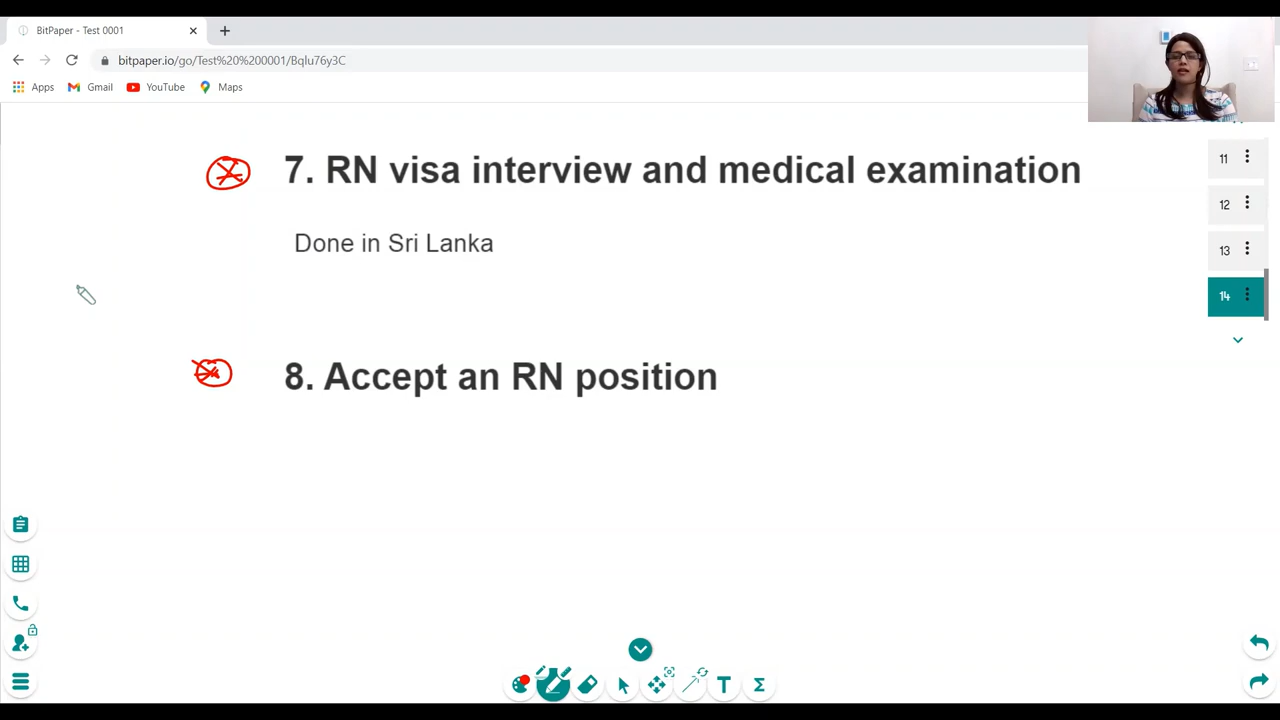 BitPaper - Test 0001
bitpaper.io/go/Test%20%200001/Bqlu76y3C
Apps Gmail YouTube Maps
11
7. RN visa interview and medical examination
12
Done in Sri Lanka
13
14
8. Accept an RN position
T Σ